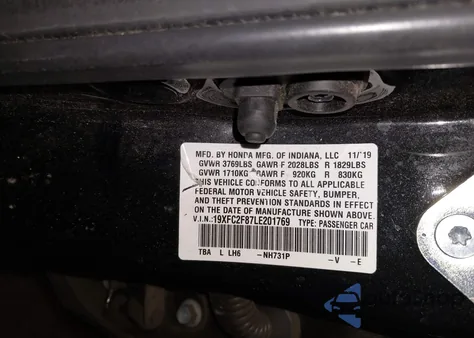 MFD. BY HONDA MFG. OF INDIANA, LLC 11/19
GVWR 3769LBS GAWR F 2028LBS R 1829LBS
GVWR 1710KG GAWR F 920KG R 830KG
THIS VEHICLE CONFORMS TO ALL APPLICABLE
FEDERAL MOTOR VEHICLE SAFETY, BUMPER,
AND THEFT PREVENTION STANDARDS IN EFFECT
ON THE DATE OF MANUFACTURE SHOWN ABOVE.
V.I.N.: 19XFC2F87LE201769 TYPE: PASSENGER CAR
TBA L LH6 -NH731P -V -E